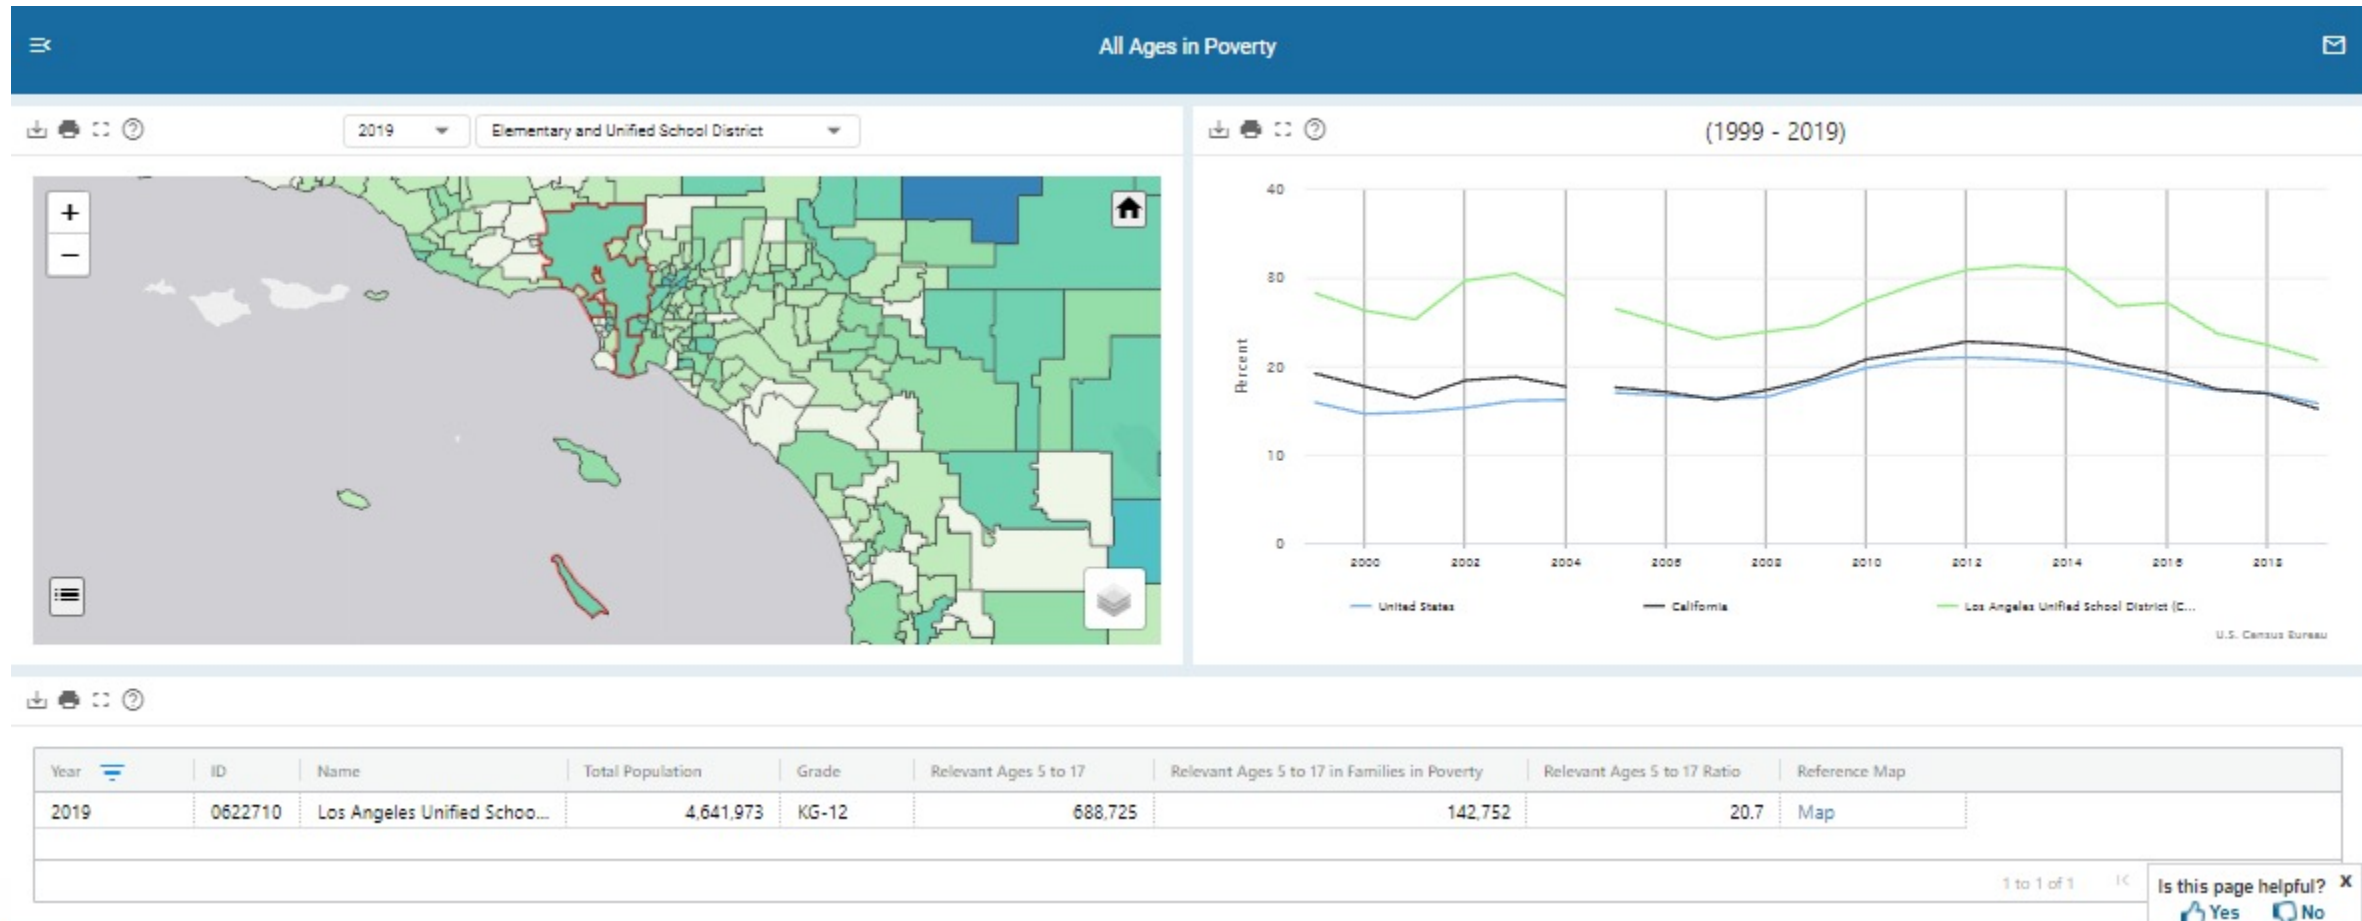 All Ages in Poverty
2019
Elementary and Unified School District
+
−
(1999 - 2019)
40
30
20
10
0
Percent
2000 2002 2004 2006 2008 2010 2012 2014 2016 2018
United States California Los Angeles Unified School District (C...
U.S. Census Bureau
Year ID Name Total Population Grade Relevant Ages 5 to 17 Relevant Ages 5 to 17 in Families in Poverty Relevant Ages 5 to 17 Ratio Reference Map
2019 0622710 Los Angeles Unified Schoo... 4,641,973 KG-12 688,725 142,752 20.7 Map
1 to 1 of 1
Is this page helpful? X
Yes No